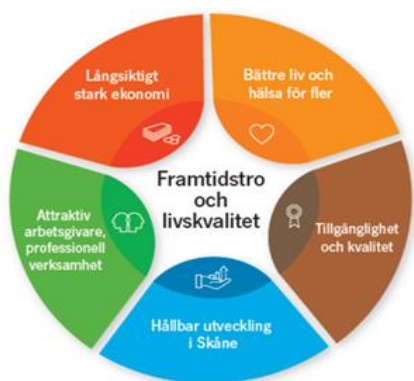 Långsiktigt
stark ekonomi
Bättre liv och
hälsa för fler
Framtidstro
och
livskvalitet
Attraktiv
arbetsgivare,
professionell
verksamhet
Tillgänglighet
och kvalitet
Hållbar utveckling
i Skåne